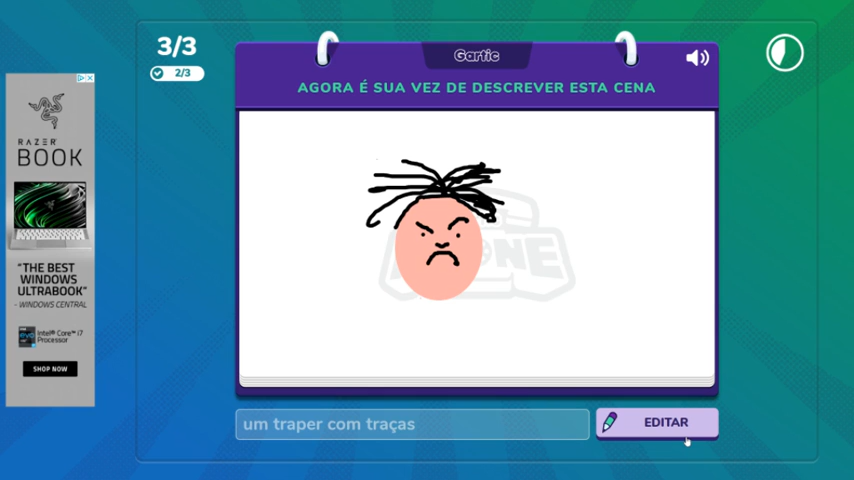 3/3
2/3
Gartic
AGORA É SUA VEZ DE DESCREVER ESTA CENA
RAZER
BOOK
"THE BEST
WINDOWS
ULTRABOOK"
- WINDOWS CENTRAL
Intel® Core™ i7
Processor
SHOP NOW
um traper com traças
EDITAR